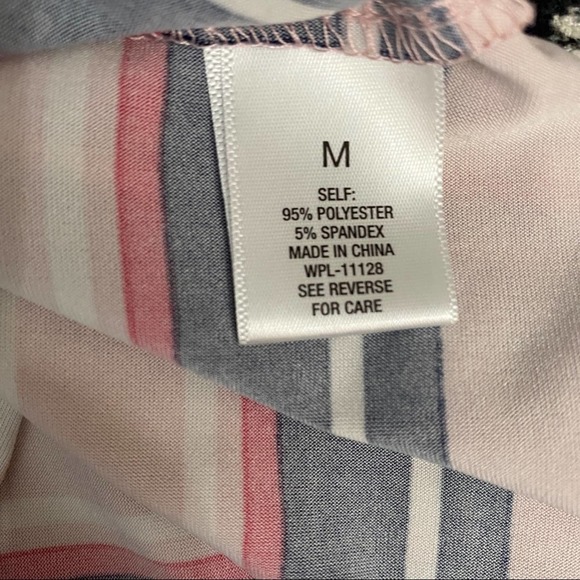 M
SELF:
95% POLYESTER
5% SPANDEX
MADE IN CHINA
WPL-11128
SEE REVERSE
FOR CARE